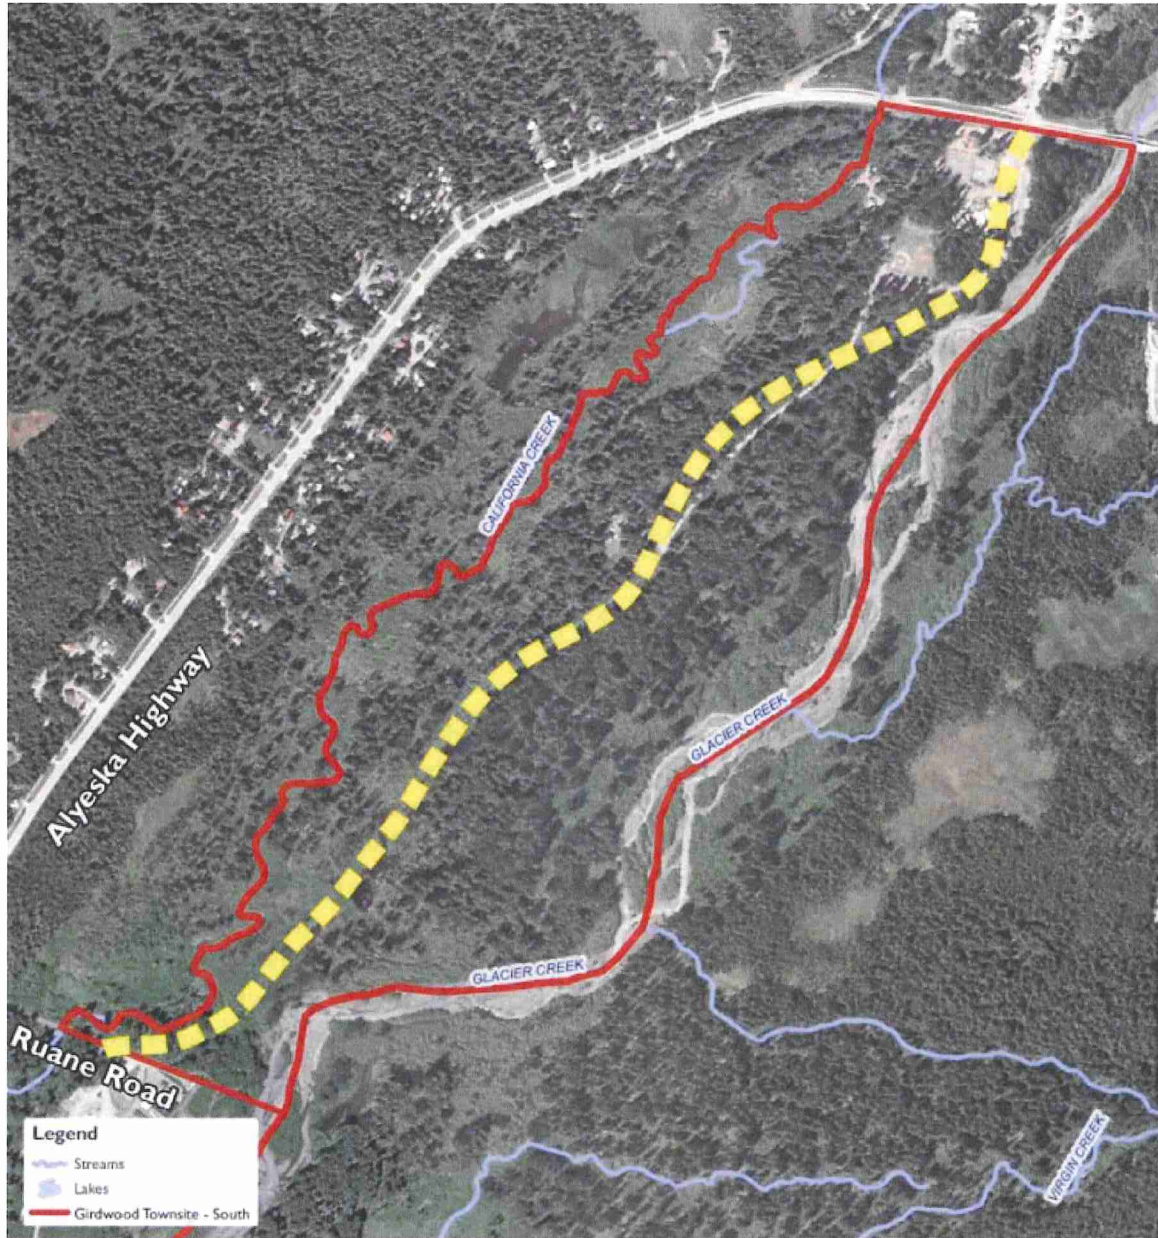 CALIFORNIA CREEK
Alyeska Highway
GLACIER CREEK
GLACIER CREEK
Ruane Road
VIRGIN CREEK
Legend
Streams
Lakes
Girdwood Townsite - South